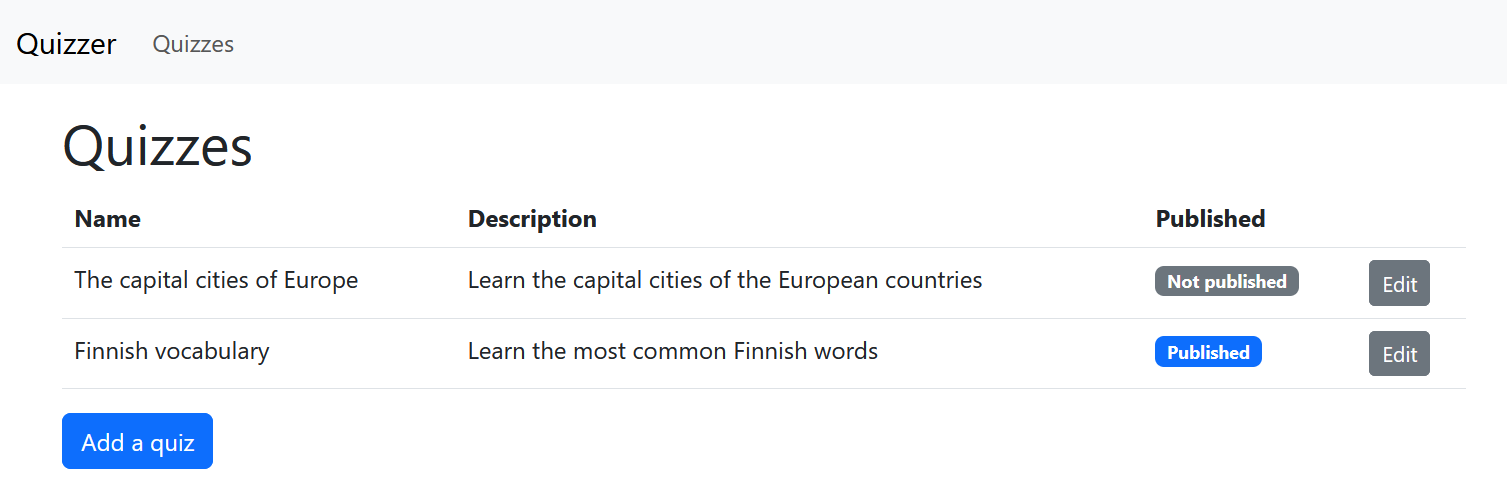 Quizzer Quizzes
Quizzes
Name Description Published
The capital cities of Europe Learn the capital cities of the European countries Not published Edit
Finnish vocabulary Learn the most common Finnish words Published Edit
Add a quiz